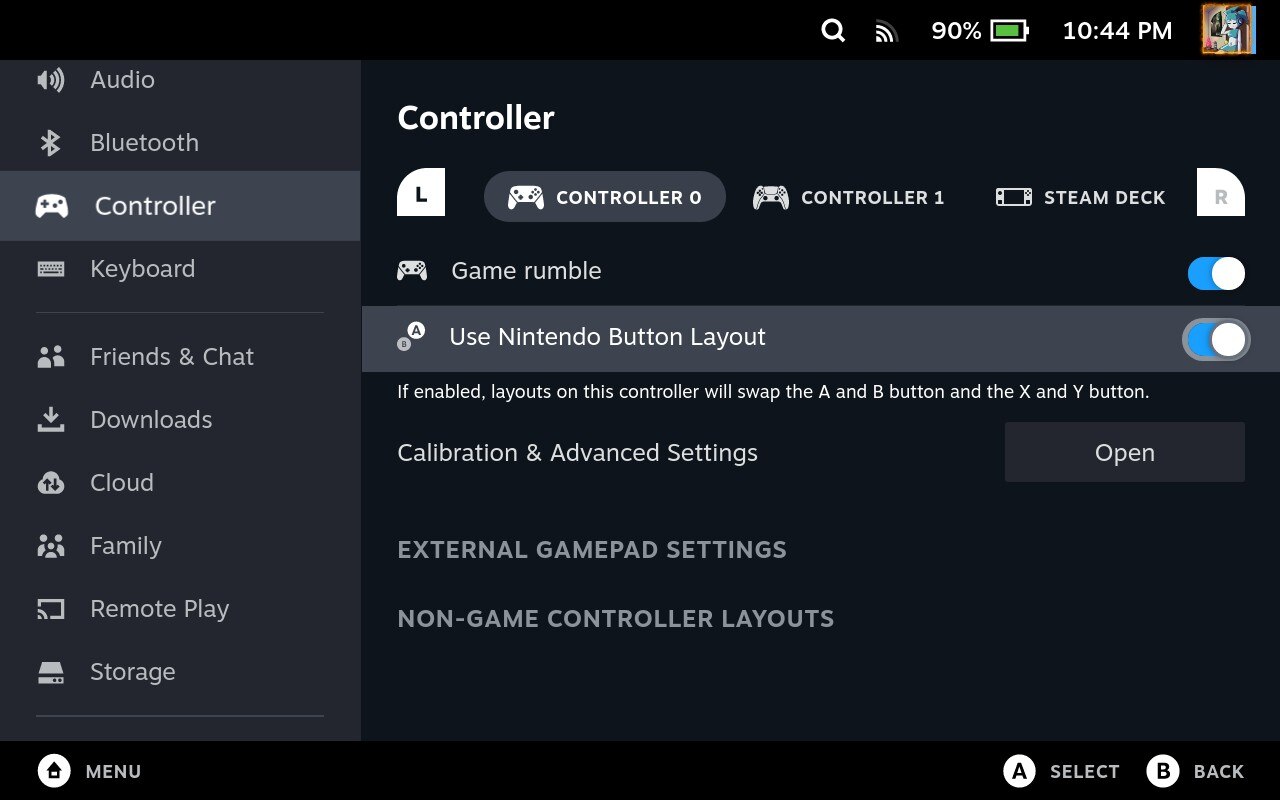 90% 10:44 PM
Audio
Bluetooth
Controller
Keyboard
Friends & Chat
Downloads
Cloud
Family
Remote Play
Storage
Controller
L CONTROLLER 0 CONTROLLER 1 STEAM DECK R
Game rumble
A B Use Nintendo Button Layout
If enabled, layouts on this controller will swap the A and B button and the X and Y button.
Calibration & Advanced Settings Open
EXTERNAL GAMEPAD SETTINGS
NON-GAME CONTROLLER LAYOUTS
MENU A SELECT B BACK